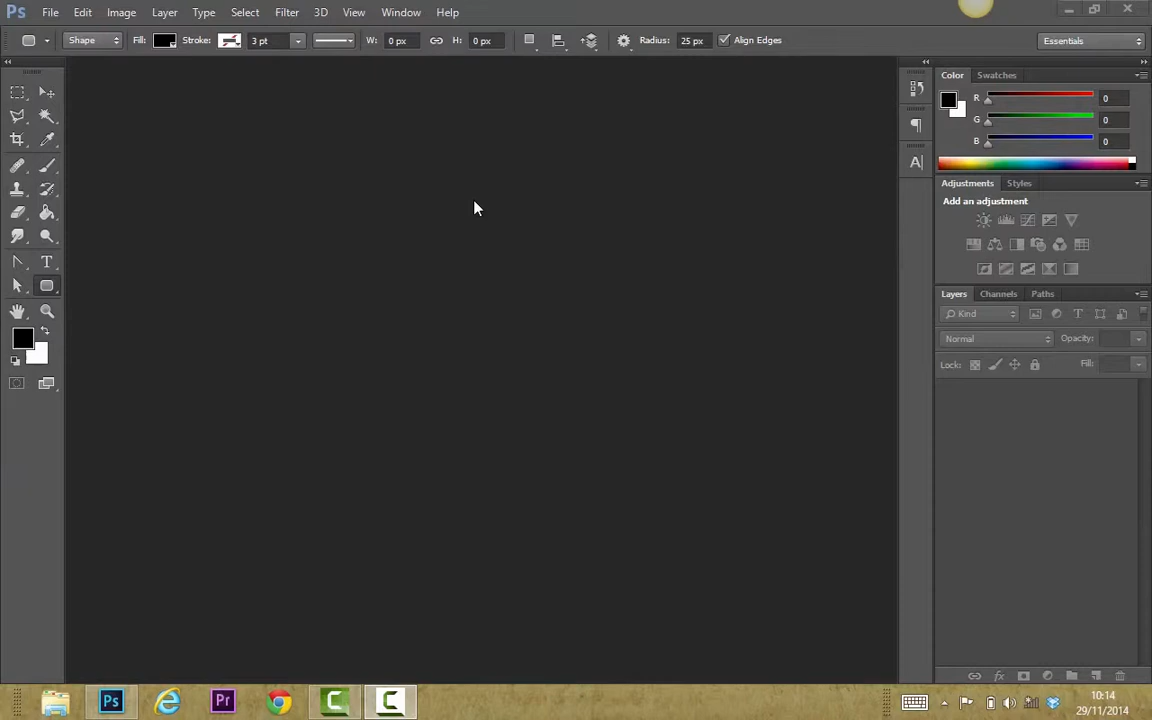 Ps File Edit Image Layer Type Select Filter 3D View Window Help
Shape Fill: Stroke: 3 pt W: 0 px H: 0 px Radius: 25 px Align Edges Essentials
Color Swatches
R 0
G 0
B 0
Adjustments Styles
Add an adjustment
Layers Channels Paths
Kind
Normal Opacity:
Lock: Fill:
T
A
Ps Pr
10:14
29/11/2014